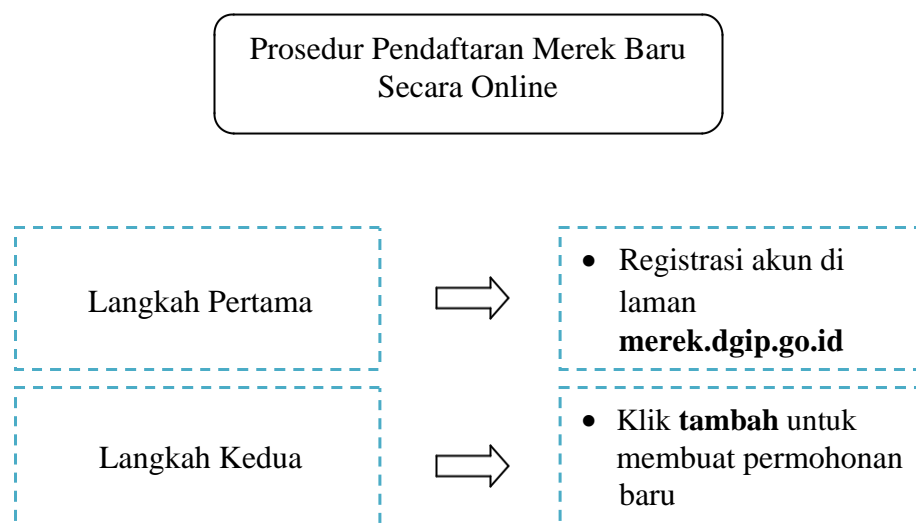 Prosedur Pendaftaran Merek Baru
Secara Online
Langkah Pertama
• Registrasi akun di
laman
merek.dgip.go.id
Langkah Kedua
• Klik tambah untuk
membuat permohonan
baru